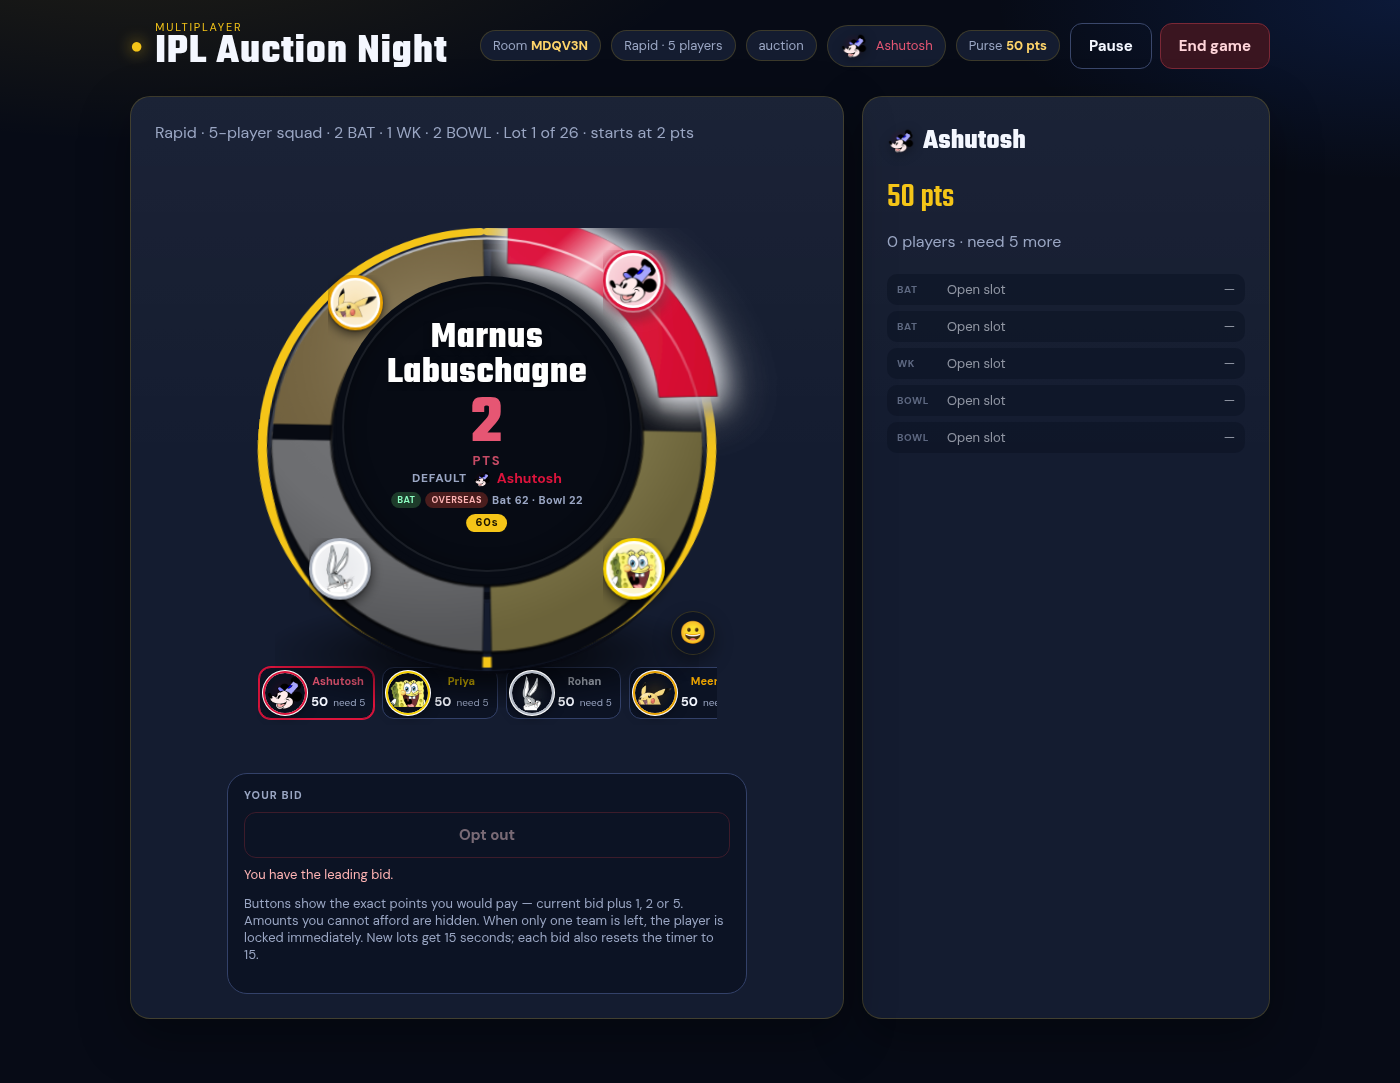 MULTIPLAYER
IPL Auction Night
Room MDQV3N
Rapid · 5 players
auction
Ashutosh
Purse 50 pts
Pause
End game
Rapid · 5-player squad · 2 BAT · 1 WK · 2 BOWL · Lot 1 of 26 · starts at 2 pts
Marnus
Labuschagne
2
PTS
DEFAULT Ashutosh
BAT OVERSEAS Bat 62 · Bowl 22
60s
Ashutosh
50 need 5
Priya
50 need 5
Rohan
50 need 5
Meer
50 nee
YOUR BID
Opt out
You have the leading bid.
Buttons show the exact points you would pay — current bid plus 1, 2 or 5.
Amounts you cannot afford are hidden. When only one team is left, the player is
locked immediately. New lots get 15 seconds; each bid also resets the timer to
15.
Ashutosh
50 pts
0 players · need 5 more
BAT Open slot —
BAT Open slot —
WK Open slot —
BOWL Open slot —
BOWL Open slot —